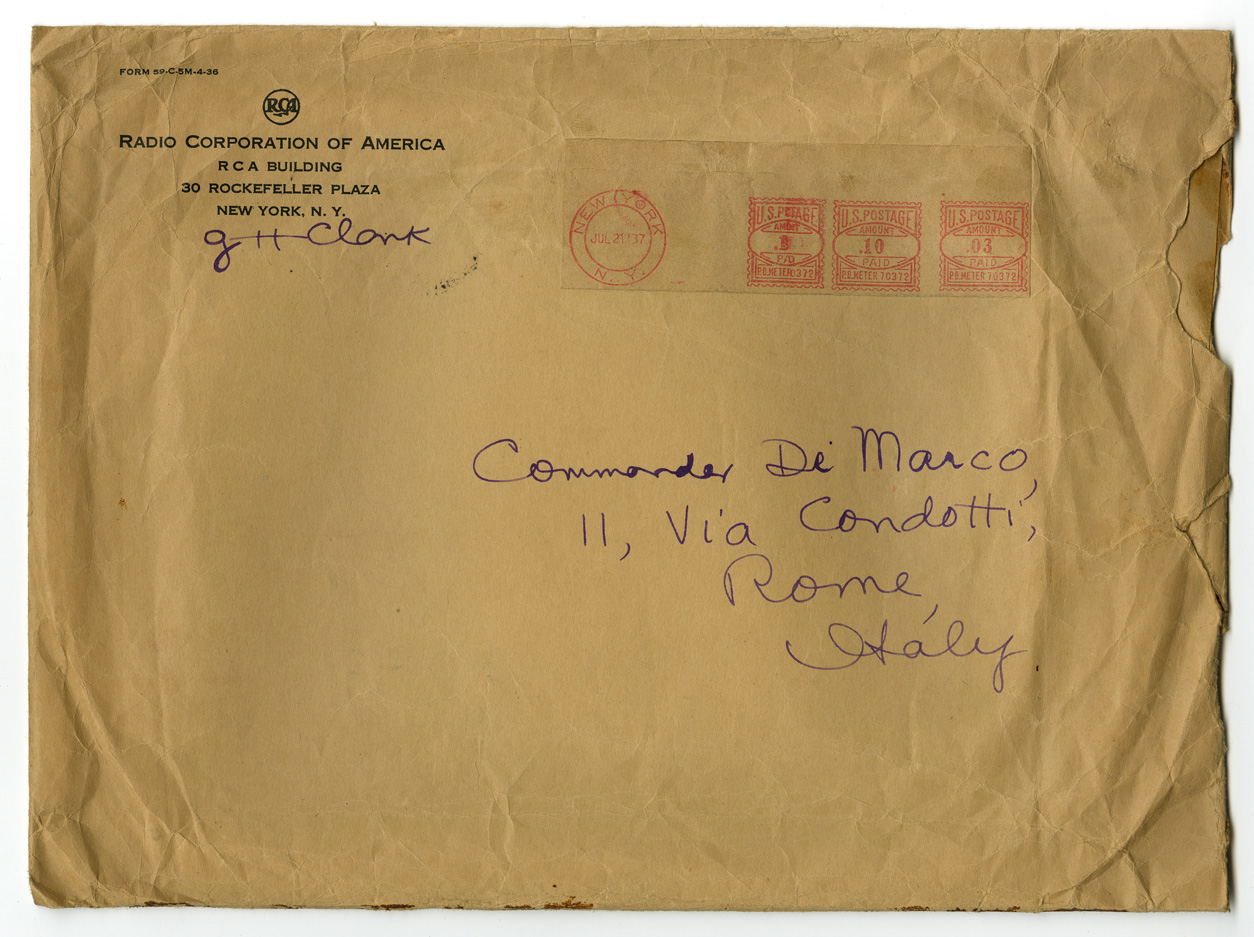 FORM 59-C-5M-4-36
RCA
RADIO CORPORATION OF AMERICA
RCA BUILDING
30 ROCKEFELLER PLAZA
NEW YORK, N. Y.
G H Clark
NEW YORK
JUL 21 '37
N.Y.
U.S. POSTAGE
AMOUNT
P.B. METER 70372
U.S. POSTAGE
AMOUNT
.10
PAID
P.B. METER 70372
U.S. POSTAGE
AMOUNT
.03
PAID
P.B. METER 70372
Commander Di Marco,
11, Via Condotti,
Rome,
Italy